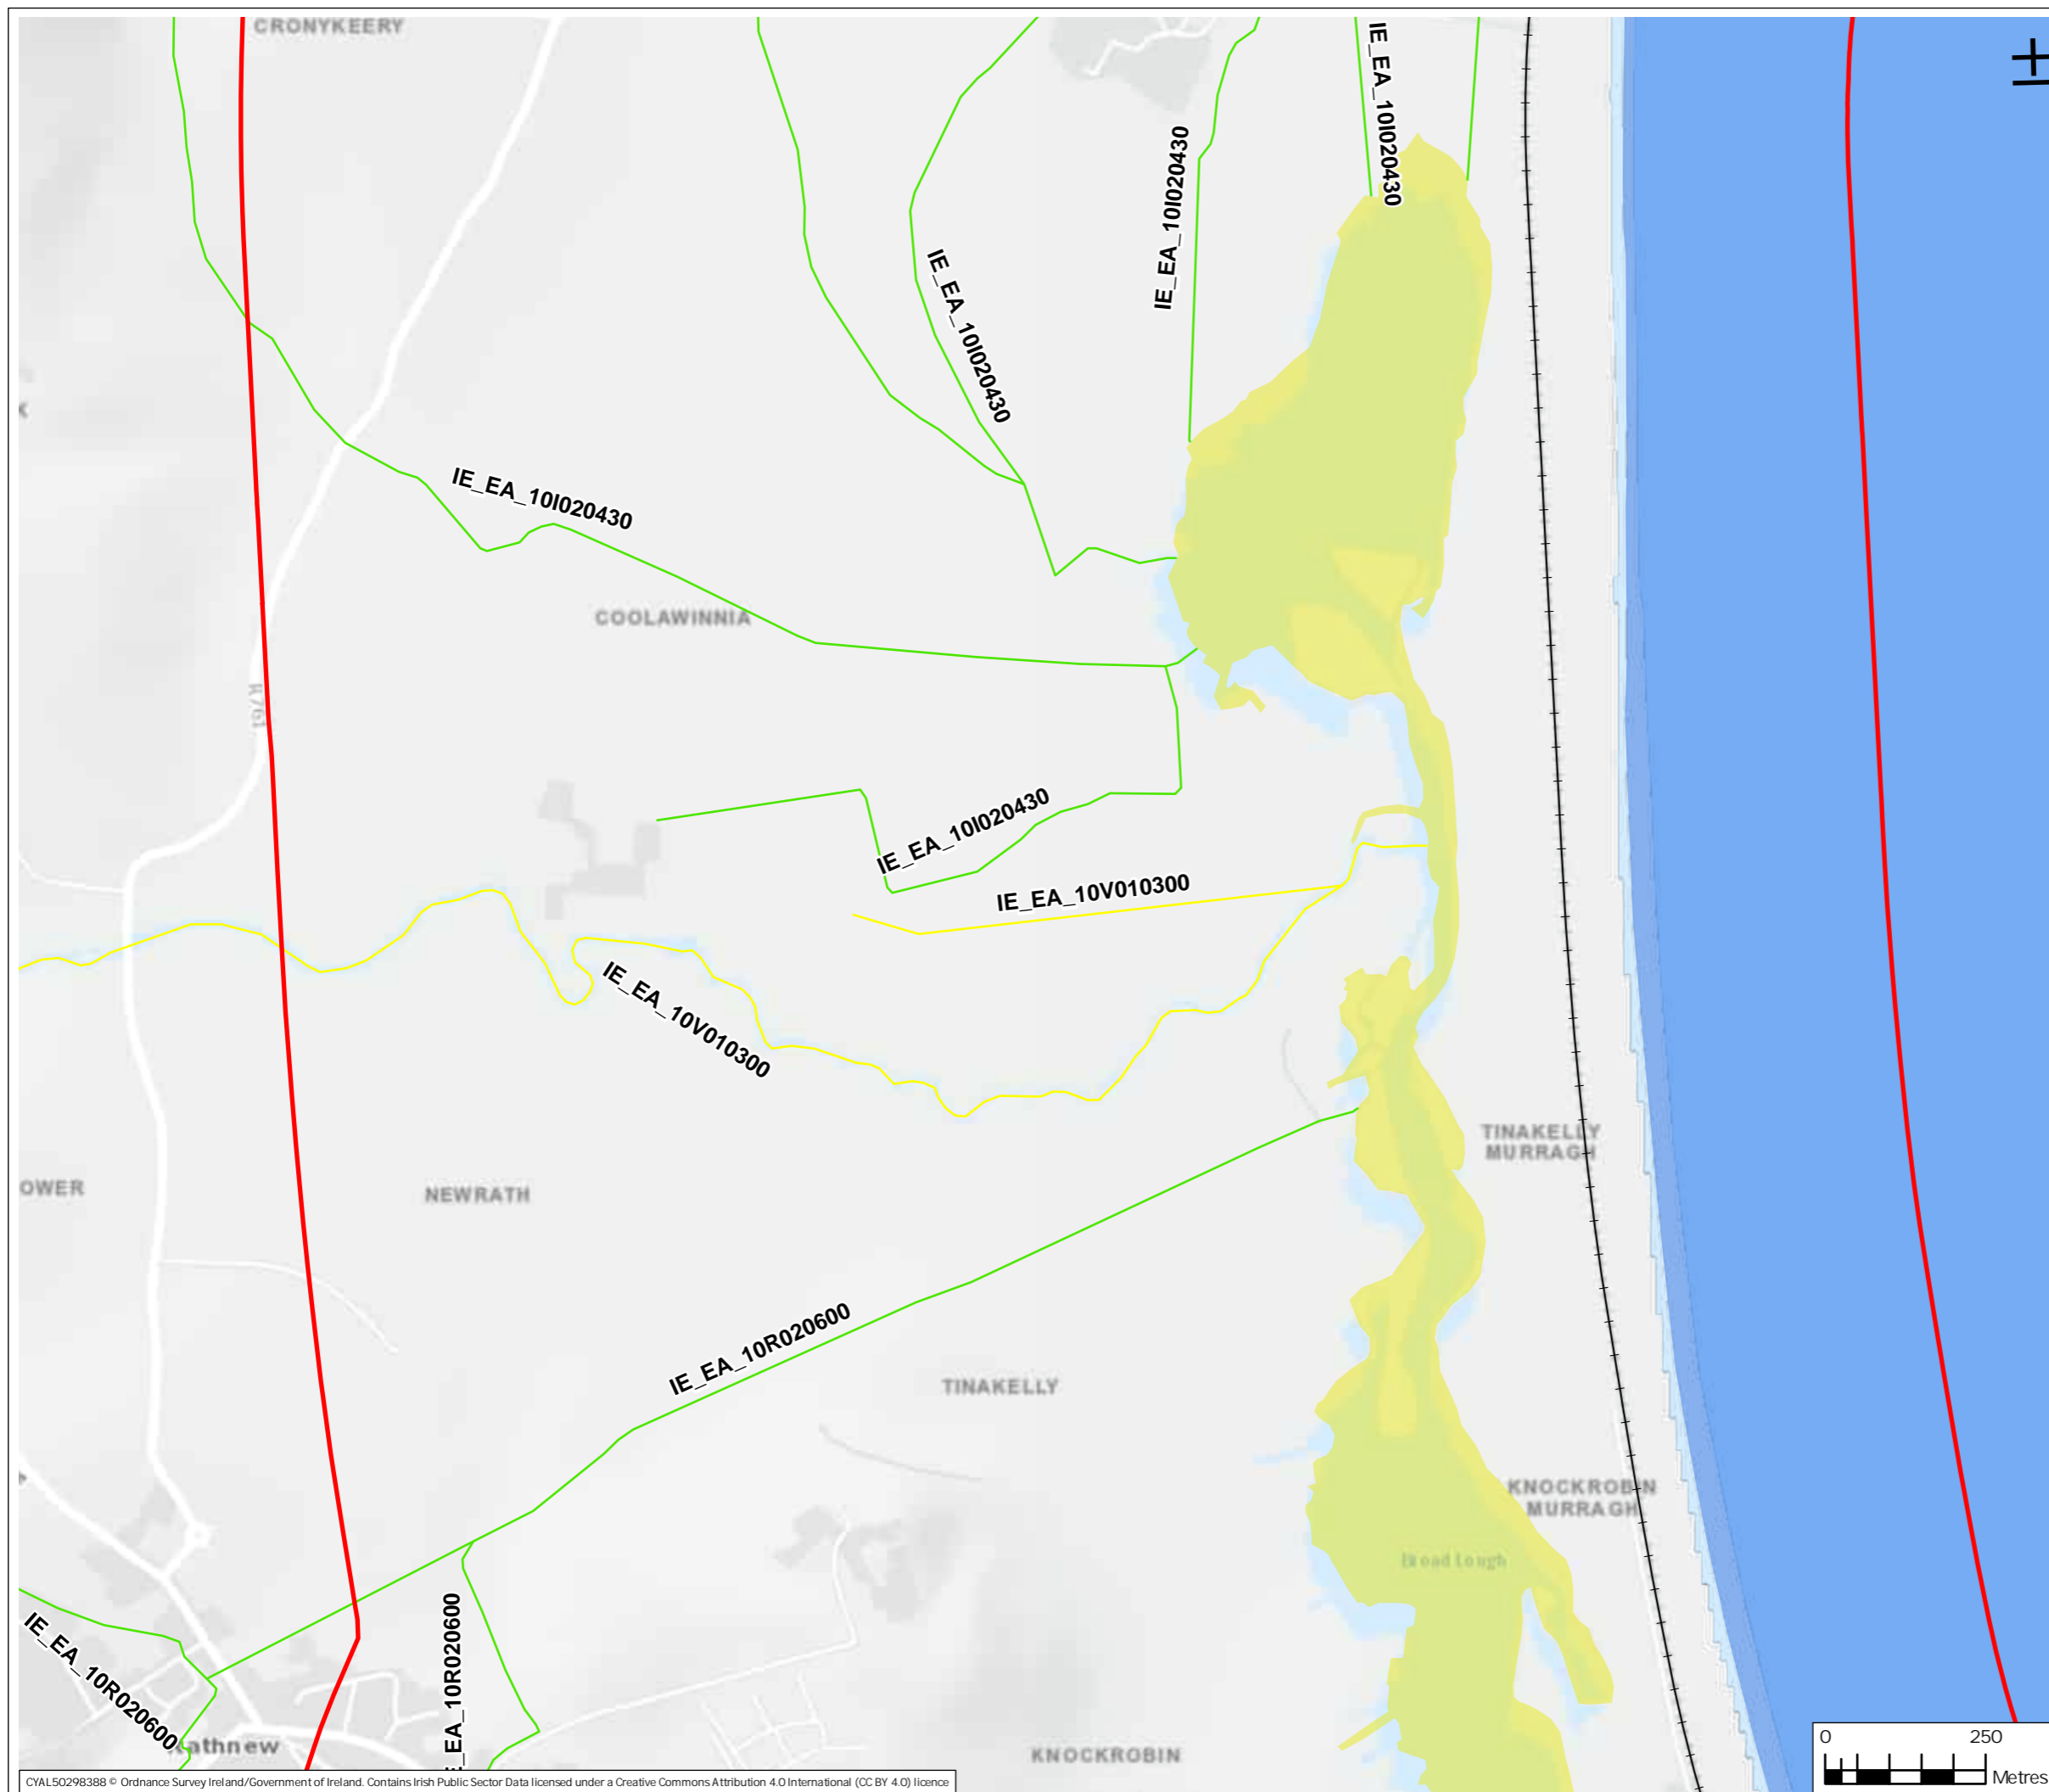 CRONYKEERY
IE_EA_10I020430
IE_EA_10I020430
IE_EA_10I020430
IE_EA_10I020430
COOLAWINNIA
R761
IE_EA_10I020430
IE_EA_10V010300
IE_EA_10V010300
TINAKELLY
MURRAGH
OWER
NEWRATH
IE_EA_10R020600
TINAKELLY
KNOCKROBIN
MURRAGH
Broad Lough
IE_EA_10R020600
E_EA_10R020600
Rathnew
KNOCKROBIN
0 250
Metres
CYAL50298388 © Ordnance Survey Ireland/Government of Ireland. Contains Irish Public Sector Data licensed under a Creative Commons Attribution 4.0 International (CC BY 4.0) licence